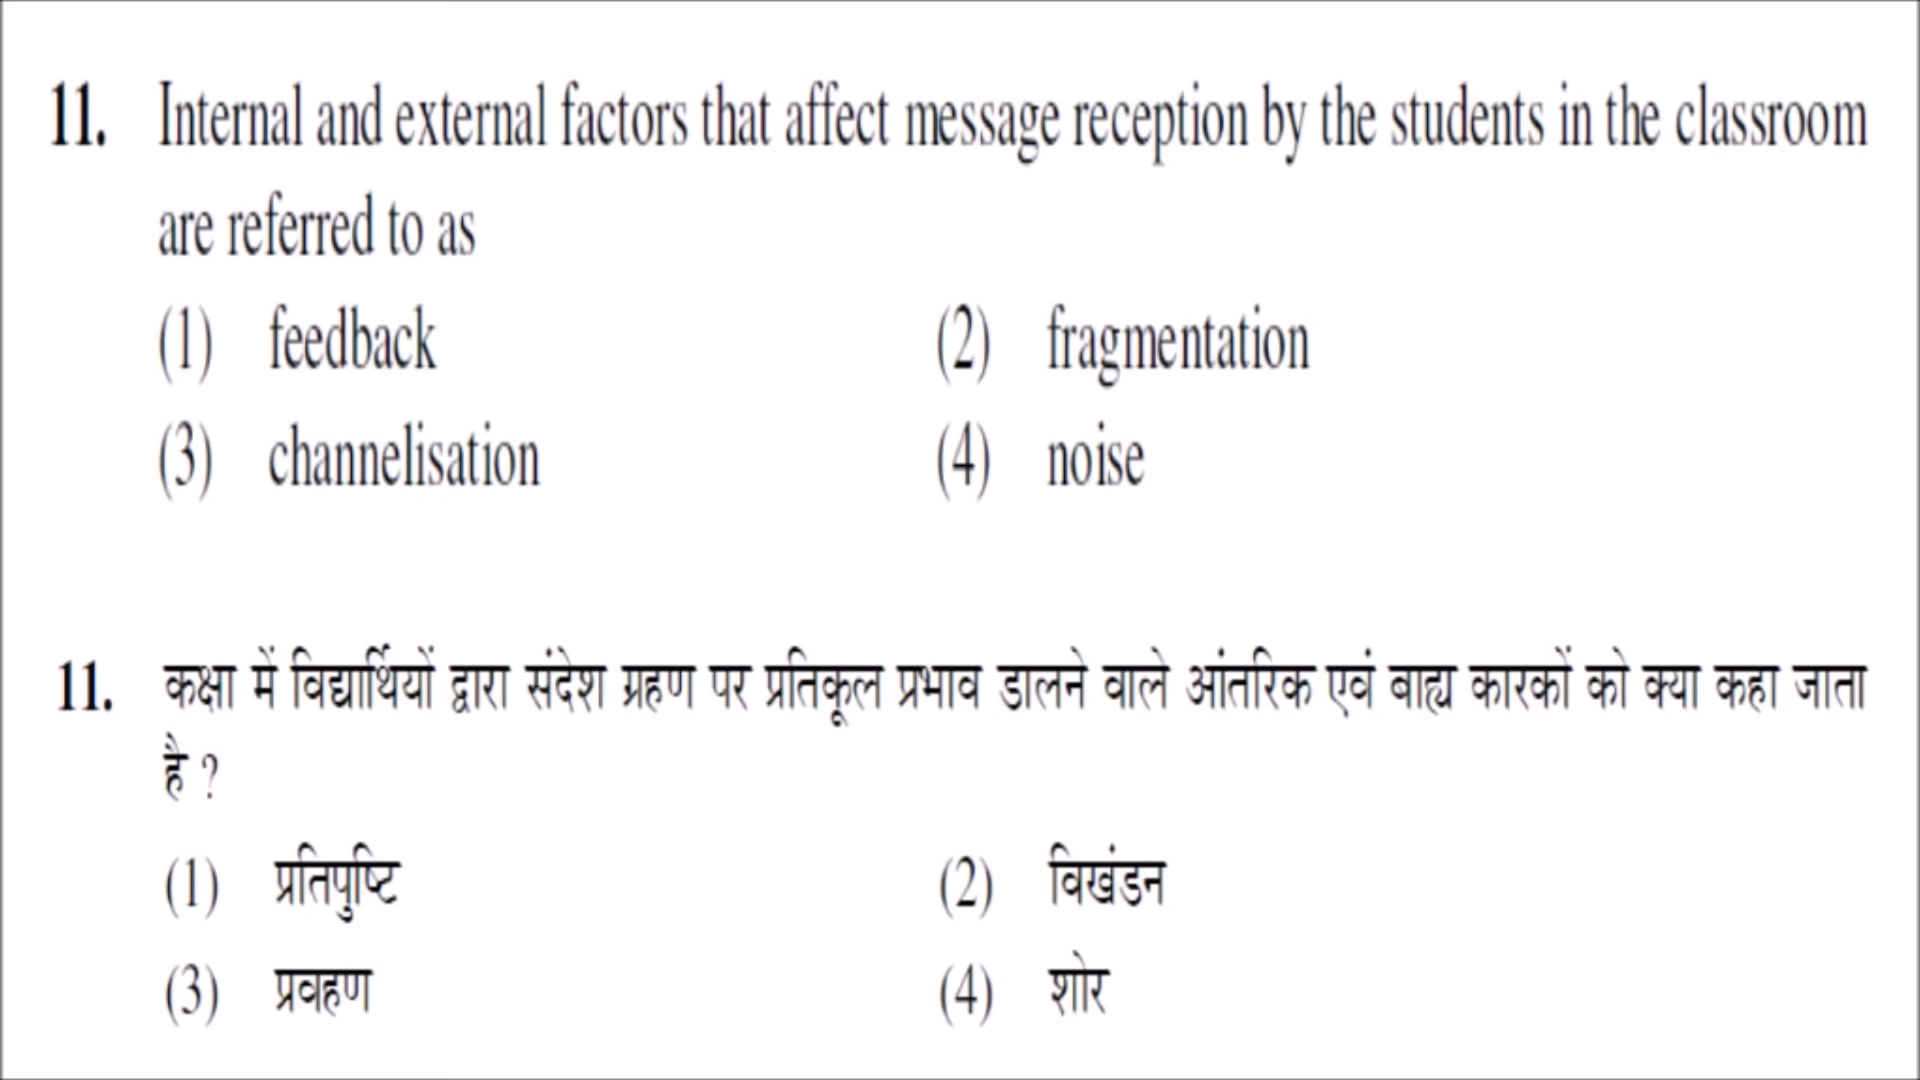 11. Internal and external factors that affect message reception by the students in the classroom
are referred to as
(1) feedback (2) fragmentation
(3) channelisation (4) noise
11. कक्षा में विद्यार्थियों द्वारा संदेश ग्रहण पर प्रतिकूल प्रभाव डालने वाले आंतरिक एवं बाह्य कारकों को क्या कहा जाता
है ?
(1) प्रतिपुष्टि (2) विखंडन
(3) प्रवहण (4) शोर